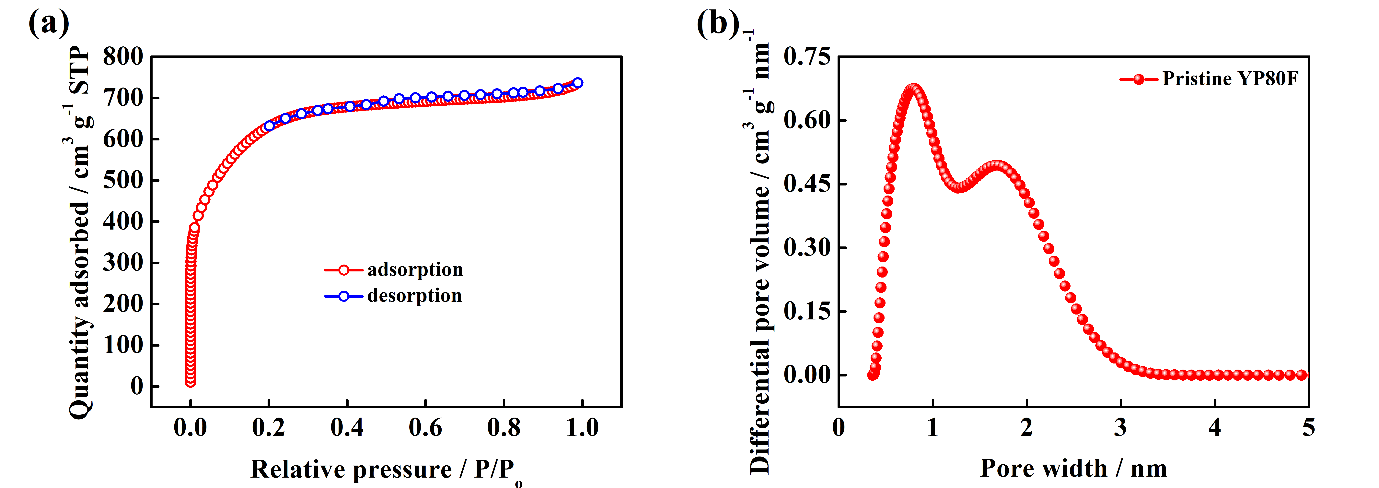 (a)
Quantity adsorbed / cm³ g⁻¹ STP
800
700
600
500
400
300
200
100
0
adsorption
desorption
0.0 0.2 0.4 0.6 0.8 1.0
Relative pressure / P/Pₒ
(b)
Differential pore volume / cm³ g⁻¹ nm⁻¹
0.75
0.60
0.45
0.30
0.15
0.00
Pristine YP80F
0 1 2 3 4 5
Pore width / nm